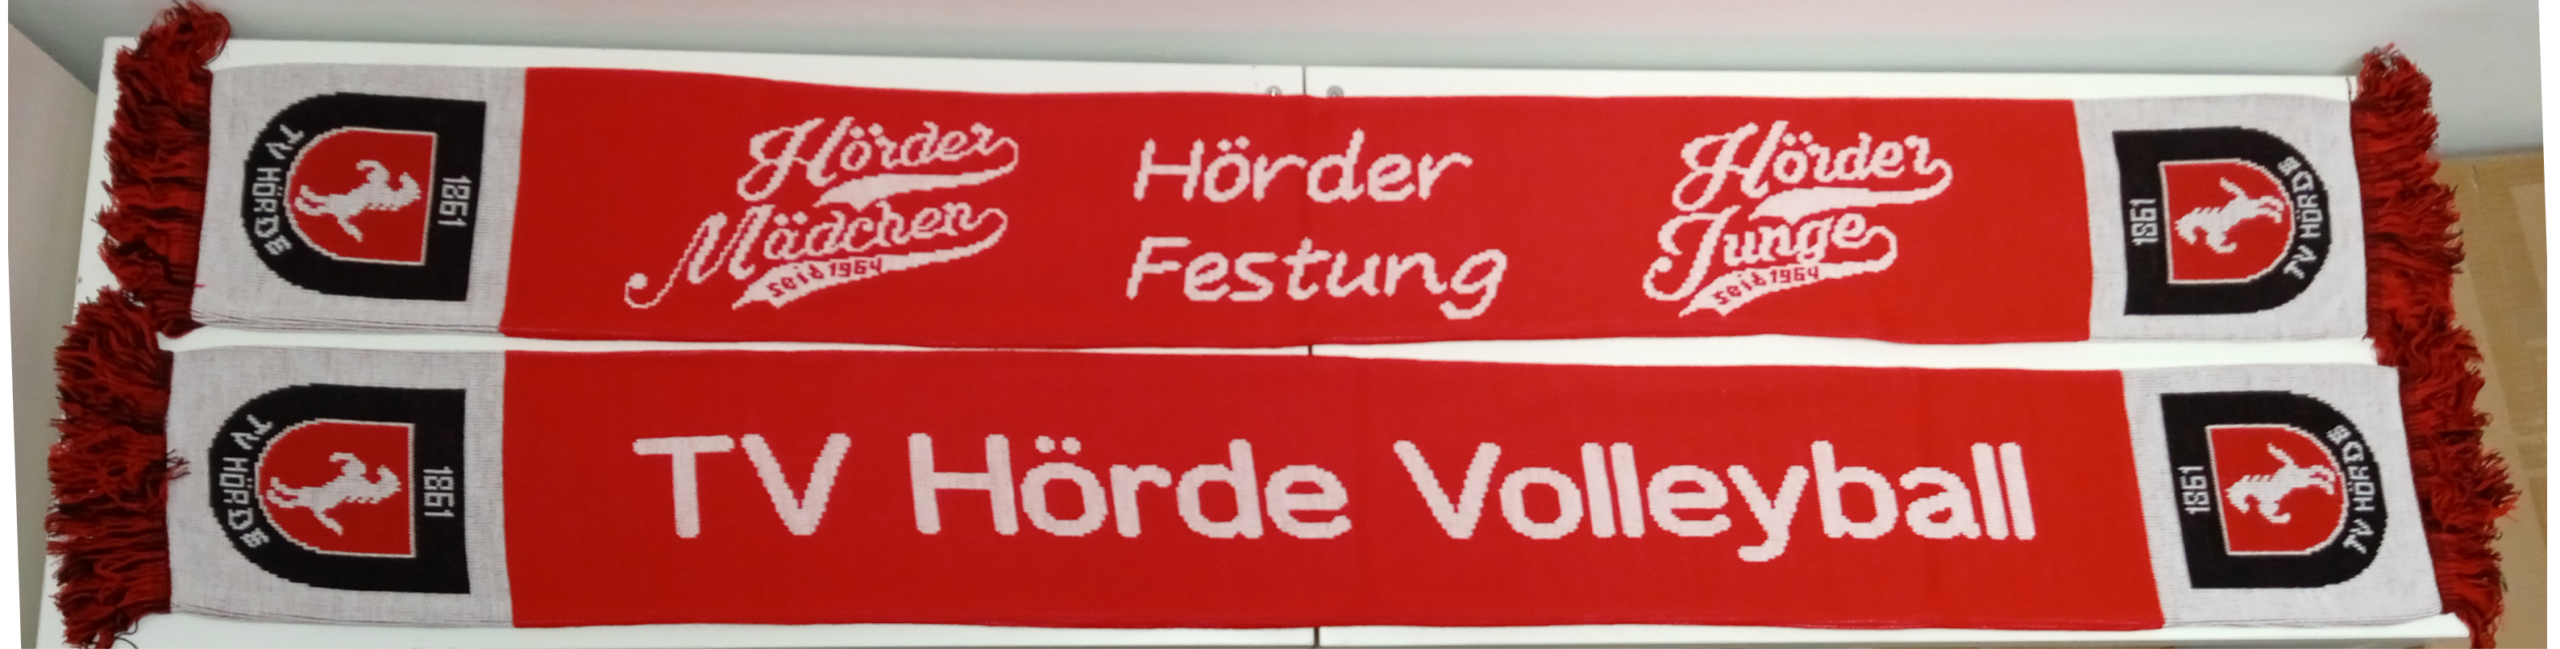 TV HÖRDE
1861
Hörder
Mädchen
seid 1964
Hörder
Festung
Hörder
Junge
seid 1964
1861
TV HÖRDE
TV HÖRDE
1861
TV Hörde Volleyball
1861
TV HÖRDE